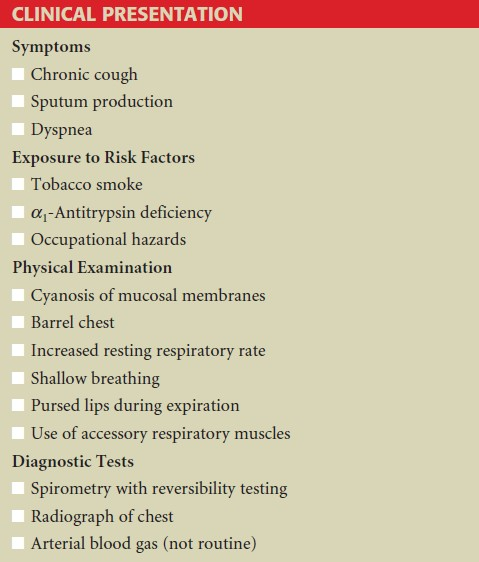 CLINICAL PRESENTATION
Symptoms
Chronic cough
Sputum production
Dyspnea
Exposure to Risk Factors
Tobacco smoke
α₁-Antitrypsin deficiency
Occupational hazards
Physical Examination
Cyanosis of mucosal membranes
Barrel chest
Increased resting respiratory rate
Shallow breathing
Pursed lips during expiration
Use of accessory respiratory muscles
Diagnostic Tests
Spirometry with reversibility testing
Radiograph of chest
Arterial blood gas (not routine)